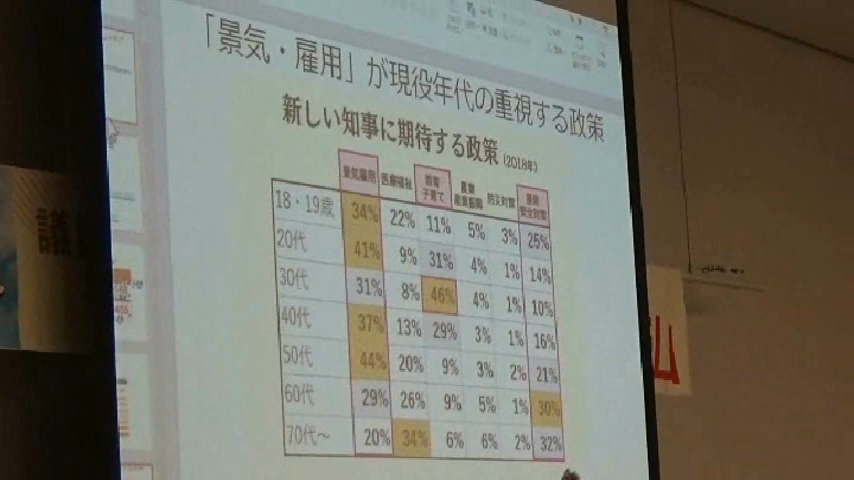 「景気・雇用」が現役年代の重視する政策
新しい知事に期待する政策 (2018年)
景気雇用 医療福祉 教育子育て 防災対策
18・19歳 34% 22% 11% 5% 3% 25%
20代 41% 9% 31% 4% 1% 14%
30代 31% 8% 46% 4% 1% 10%
40代 37% 13% 29% 3% 1% 16%
50代 44% 20% 9% 3% 2% 21%
60代 29% 26% 9% 5% 1% 30%
70代～ 20% 34% 6% 6% 2% 32%
議
山